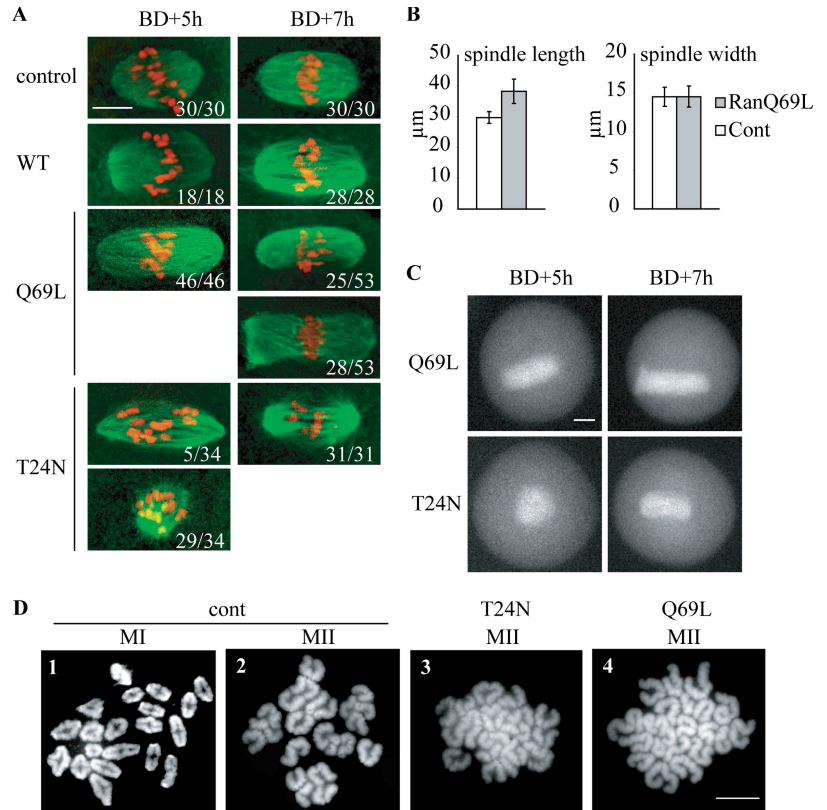 A
BD+5h BD+7h
control
30/30 30/30
WT
18/18 28/28
Q69L
46/46 25/53
28/53
T24N
5/34 31/31
29/34
B
spindle length
µm
50
40
30
20
10
0
spindle width
µm
20
15
10
5
0
RanQ69L
Cont
C
BD+5h BD+7h
Q69L
T24N
D
cont T24N Q69L
MI MII MII MII
1 2 3 4